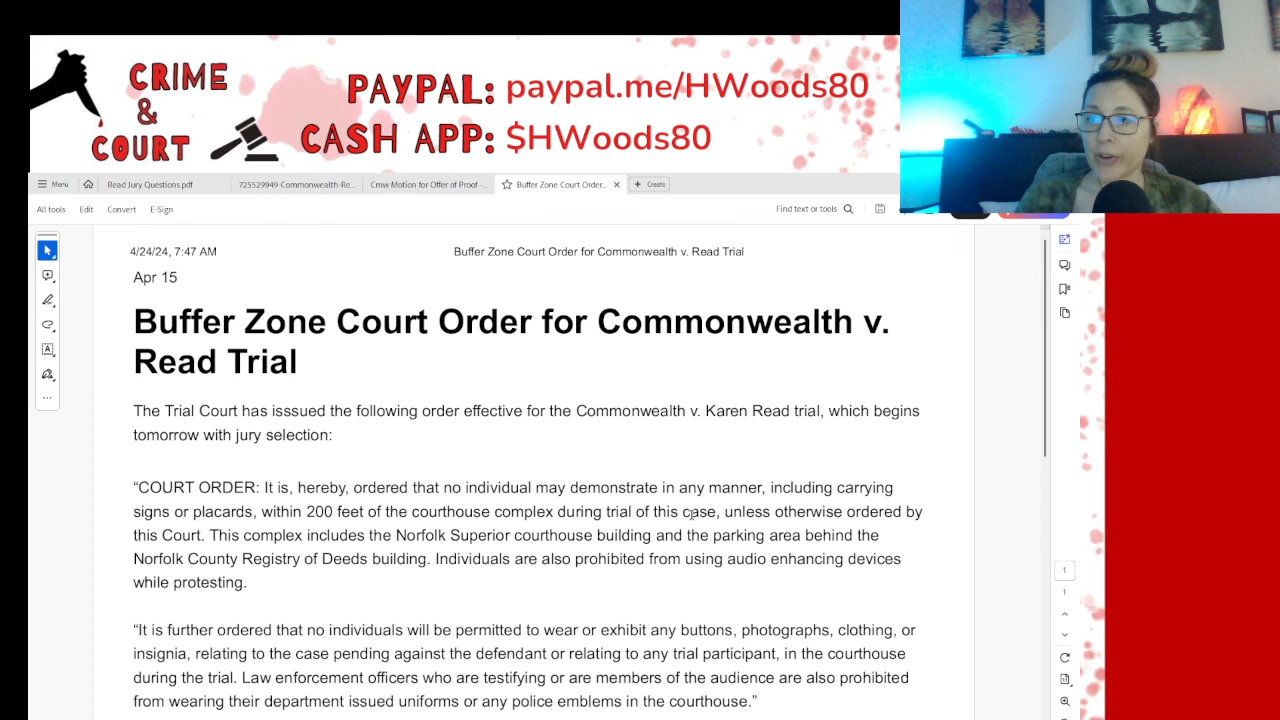 CRIME
&
COURT
PAYPAL: paypal.me/HWoods80
CASH APP: $HWoods80
Menu
Read Jury Questions.pdf
725529949-Commonwealth-Re...
Cmw Motion for Offer of Proof -...
Buffer Zone Court Order...
Create
All tools
Edit
Convert
E-Sign
Find text or tools
4/24/24, 7:47 AM
Buffer Zone Court Order for Commonwealth v. Read Trial
Apr 15
Buffer Zone Court Order for Commonwealth v.
Read Trial
The Trial Court has isssued the following order effective for the Commonwealth v. Karen Read trial, which begins
tomorrow with jury selection:
“COURT ORDER: It is, hereby, ordered that no individual may demonstrate in any manner, including carrying
signs or placards, within 200 feet of the courthouse complex during trial of this case, unless otherwise ordered by
this Court. This complex includes the Norfolk Superior courthouse building and the parking area behind the
Norfolk County Registry of Deeds building. Individuals are also prohibited from using audio enhancing devices
while protesting.
“It is further ordered that no individuals will be permitted to wear or exhibit any buttons, photographs, clothing, or
insignia, relating to the case pending against the defendant or relating to any trial participant, in the courthouse
during the trial. Law enforcement officers who are testifying or are members of the audience are also prohibited
from wearing their department issued uniforms or any police emblems in the courthouse.”
1
1